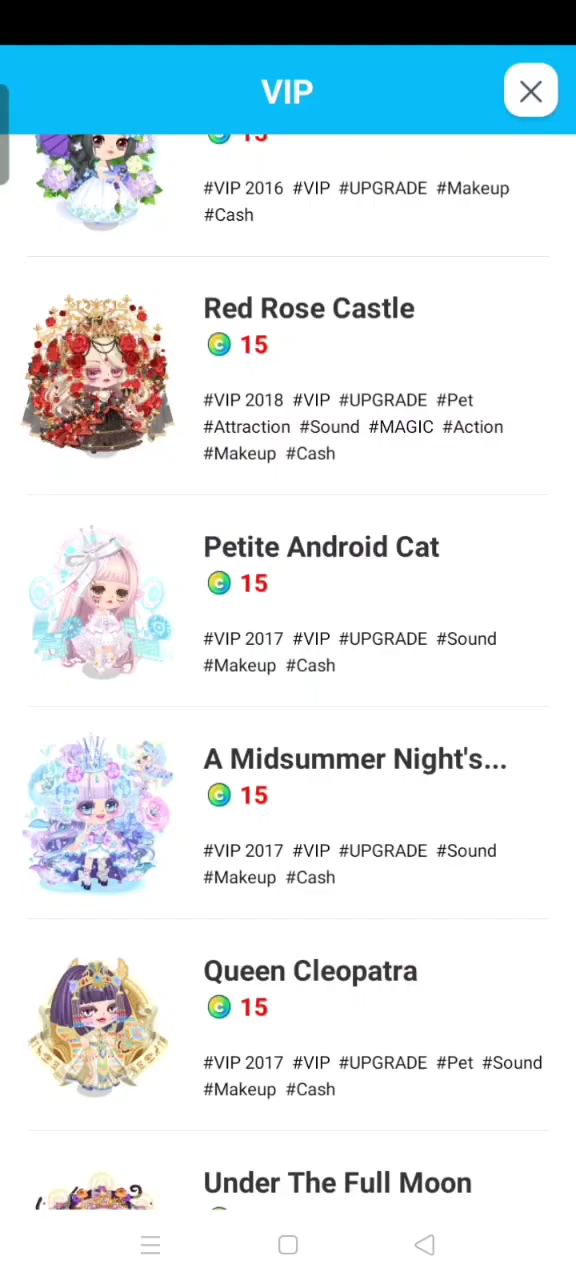 VIP
15
#VIP 2016 #VIP #UPGRADE #Makeup
#Cash
Red Rose Castle
C 15
#VIP 2018 #VIP #UPGRADE #Pet
#Attraction #Sound #MAGIC #Action
#Makeup #Cash
Petite Android Cat
C 15
#VIP 2017 #VIP #UPGRADE #Sound
#Makeup #Cash
A Midsummer Night's...
C 15
#VIP 2017 #VIP #UPGRADE #Sound
#Makeup #Cash
Queen Cleopatra
C 15
#VIP 2017 #VIP #UPGRADE #Pet #Sound
#Makeup #Cash
Under The Full Moon